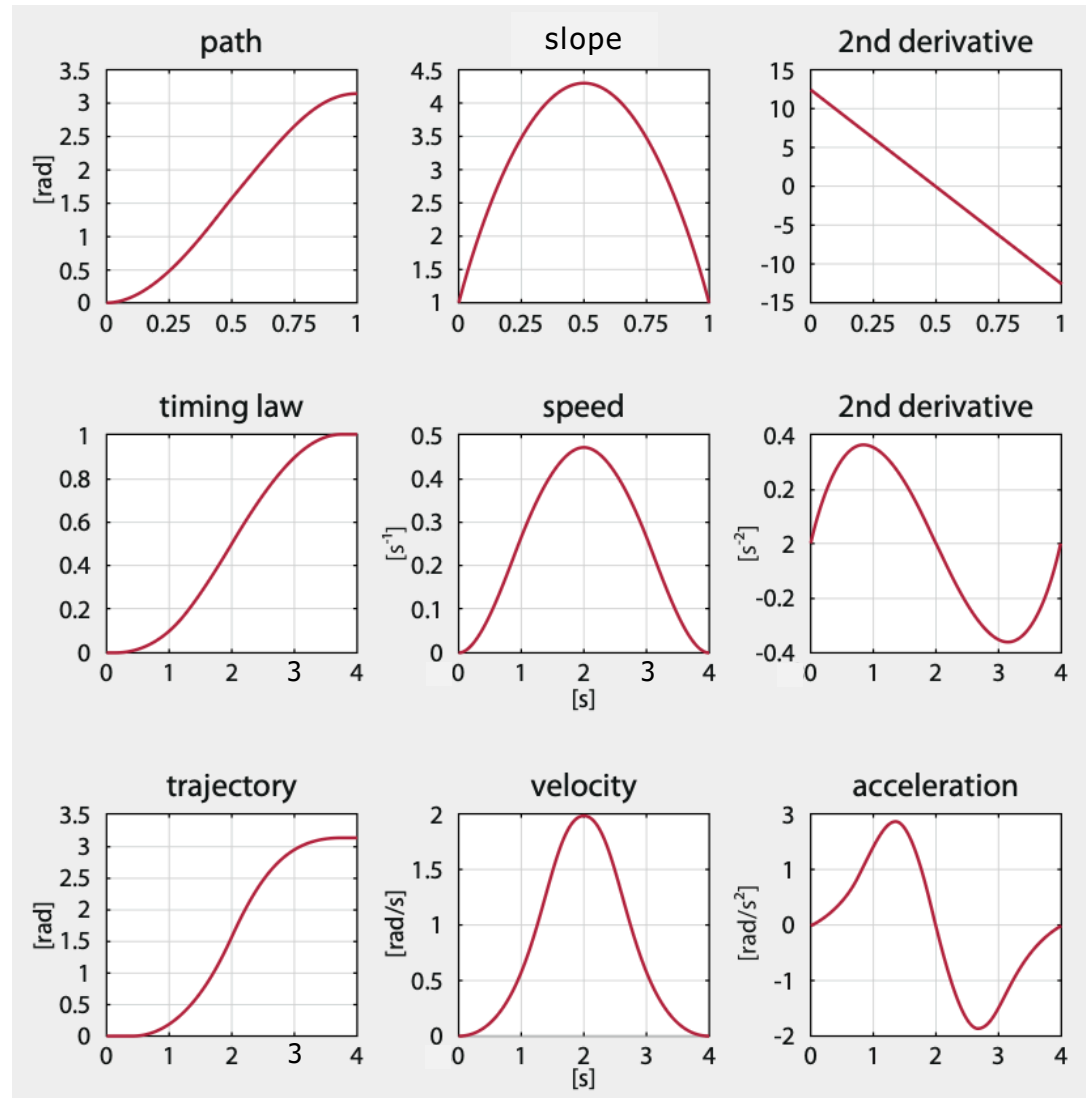 path slope 2nd derivative
3.5 4.5 15
3 4 10
2.5 3.5 5
2 3 0
1.5 2.5 -5
1 2 -10
0.5 1.5 -15
0 1
[rad]
0 0.25 0.5 0.75 1 0 0.25 0.5 0.75 1 0 0.25 0.5 0.75 1
timing law speed 2nd derivative
1 0.5 0.4
0.8 0.4 0.2
0.6 0.3 2
0.4 0.2 -0.2
0.2 0.1 -0.4
0 0
[s⁻¹] [s⁻²]
0 1 2 3 4 0 1 2 3 4 0 1 2 3 4
[s]
trajectory velocity acceleration
3.5 2 3
3 1.5 1
2.5 1 0
2 0.5 -1
1.5 0 -2
1
0.5
0
[rad] [rad/s] [rad/s²]
0 1 2 3 4 0 1 2 3 4 0 1 2 3 4
[s]